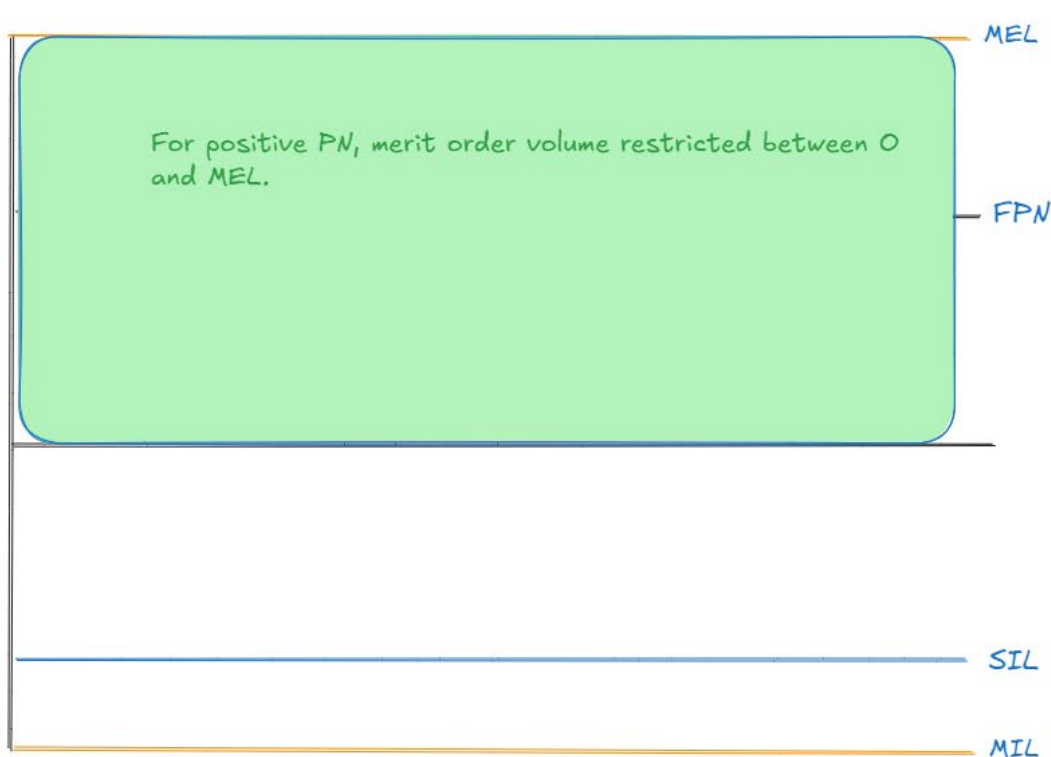 MEL
For positive PN, merit order volume restricted between 0
and MEL.
FPN
SIL
MIL